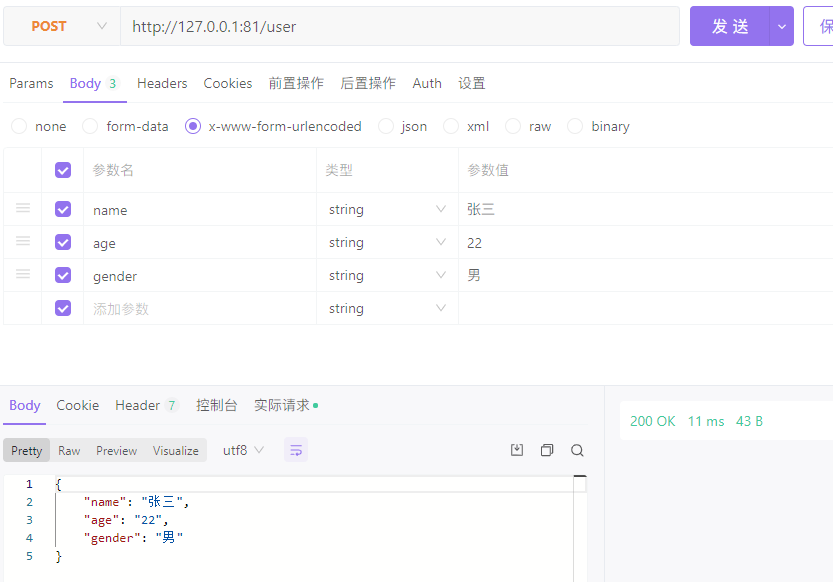 POST http://127.0.0.1:81/user 发 送 保
Params Body 3 Headers Cookies 前置操作 后置操作 Auth 设置
none form-data x-www-form-urlencoded json xml raw binary
参数名 类型 参数值
name string 张三
age string 22
gender string 男
添加参数 string
Body Cookie Header 7 控制台 实际请求
200 OK 11 ms 43 B
Pretty Raw Preview Visualize utf8
1 {
2 "name": "张三",
3 "age": "22",
4 "gender": "男"
5 }